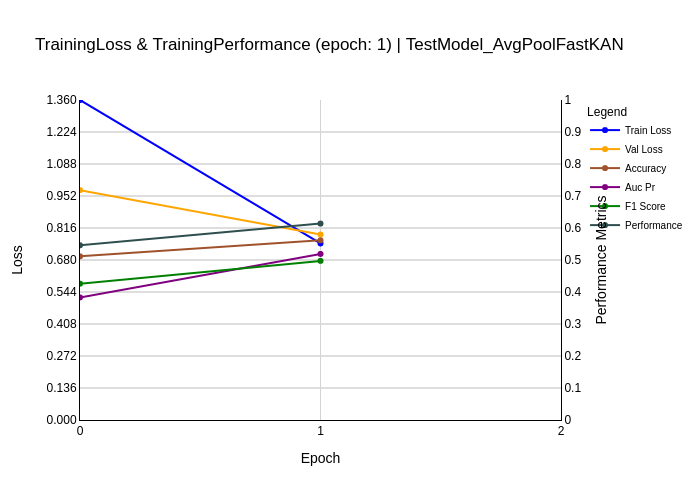 TrainingLoss & TrainingPerformance (epoch: 1) | TestModel_AvgPoolFastKAN
Legend
Train Loss
Val Loss
Accuracy
Auc Pr
F1 Score
Performance
Loss
1.360
1.224
1.088
0.952
0.816
0.680
0.544
0.408
0.272
0.136
0.000
1
0.9
0.8
0.7
0.6
0.5
0.4
0.3
0.2
0.1
0
Performance Metrics
0 1 2
Epoch